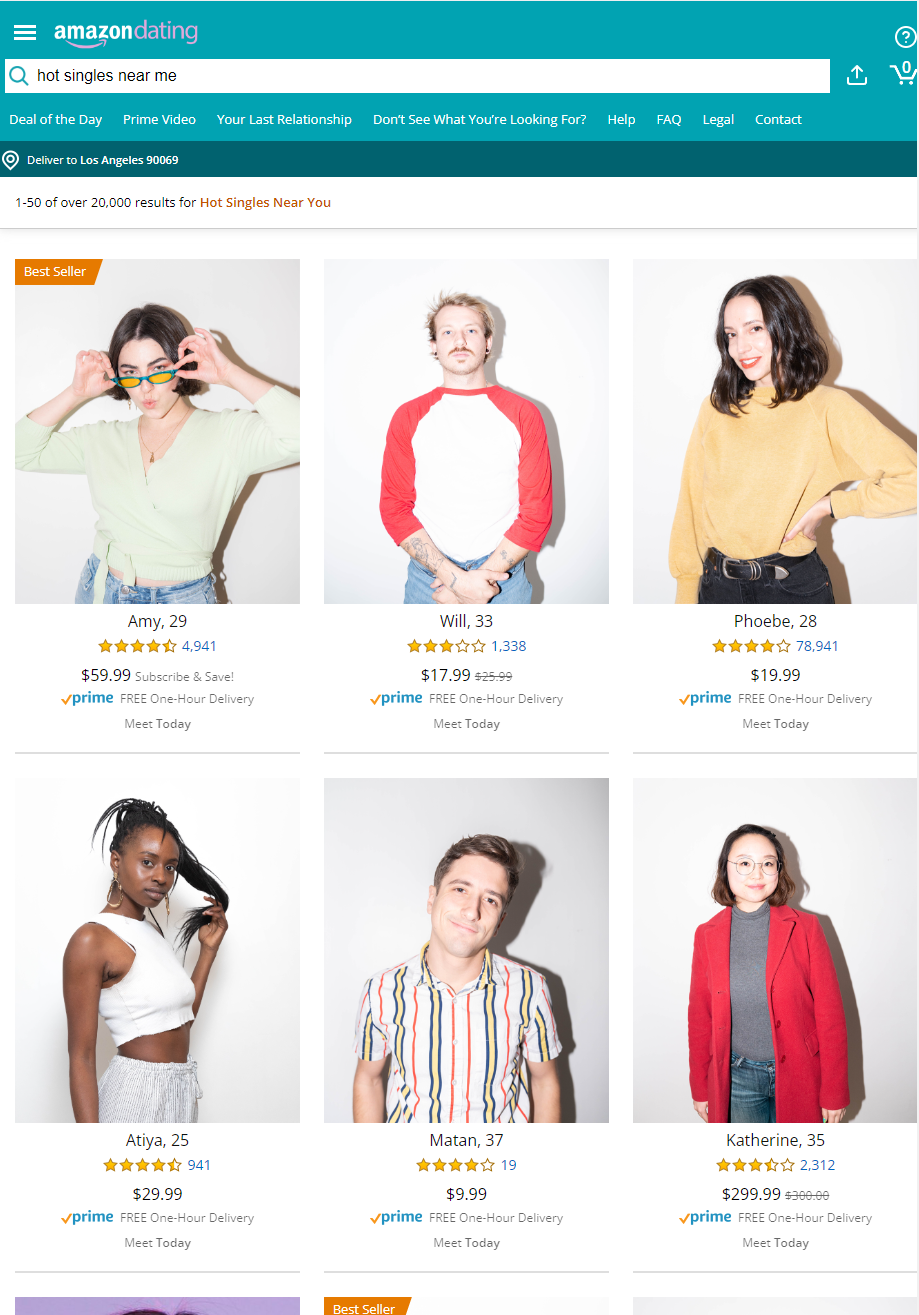 amazondating
?
hot singles near me
0
Deal of the Day Prime Video Your Last Relationship Don't See What You're Looking For? Help FAQ Legal Contact
Deliver to Los Angeles 90069
1-50 of over 20,000 results for Hot Singles Near You
Best Seller
Amy, 29 Will, 33 Phoebe, 28
4,941 1,338 78,941
$59.99 Subscribe & Save! $17.99 $25.99 $19.99
prime FREE One-Hour Delivery prime FREE One-Hour Delivery prime FREE One-Hour Delivery
Meet Today Meet Today Meet Today
Atiya, 25 Matan, 37 Katherine, 35
941 19 2,312
$29.99 $9.99 $299.99 $300.00
prime FREE One-Hour Delivery prime FREE One-Hour Delivery prime FREE One-Hour Delivery
Meet Today Meet Today Meet Today
Best Seller